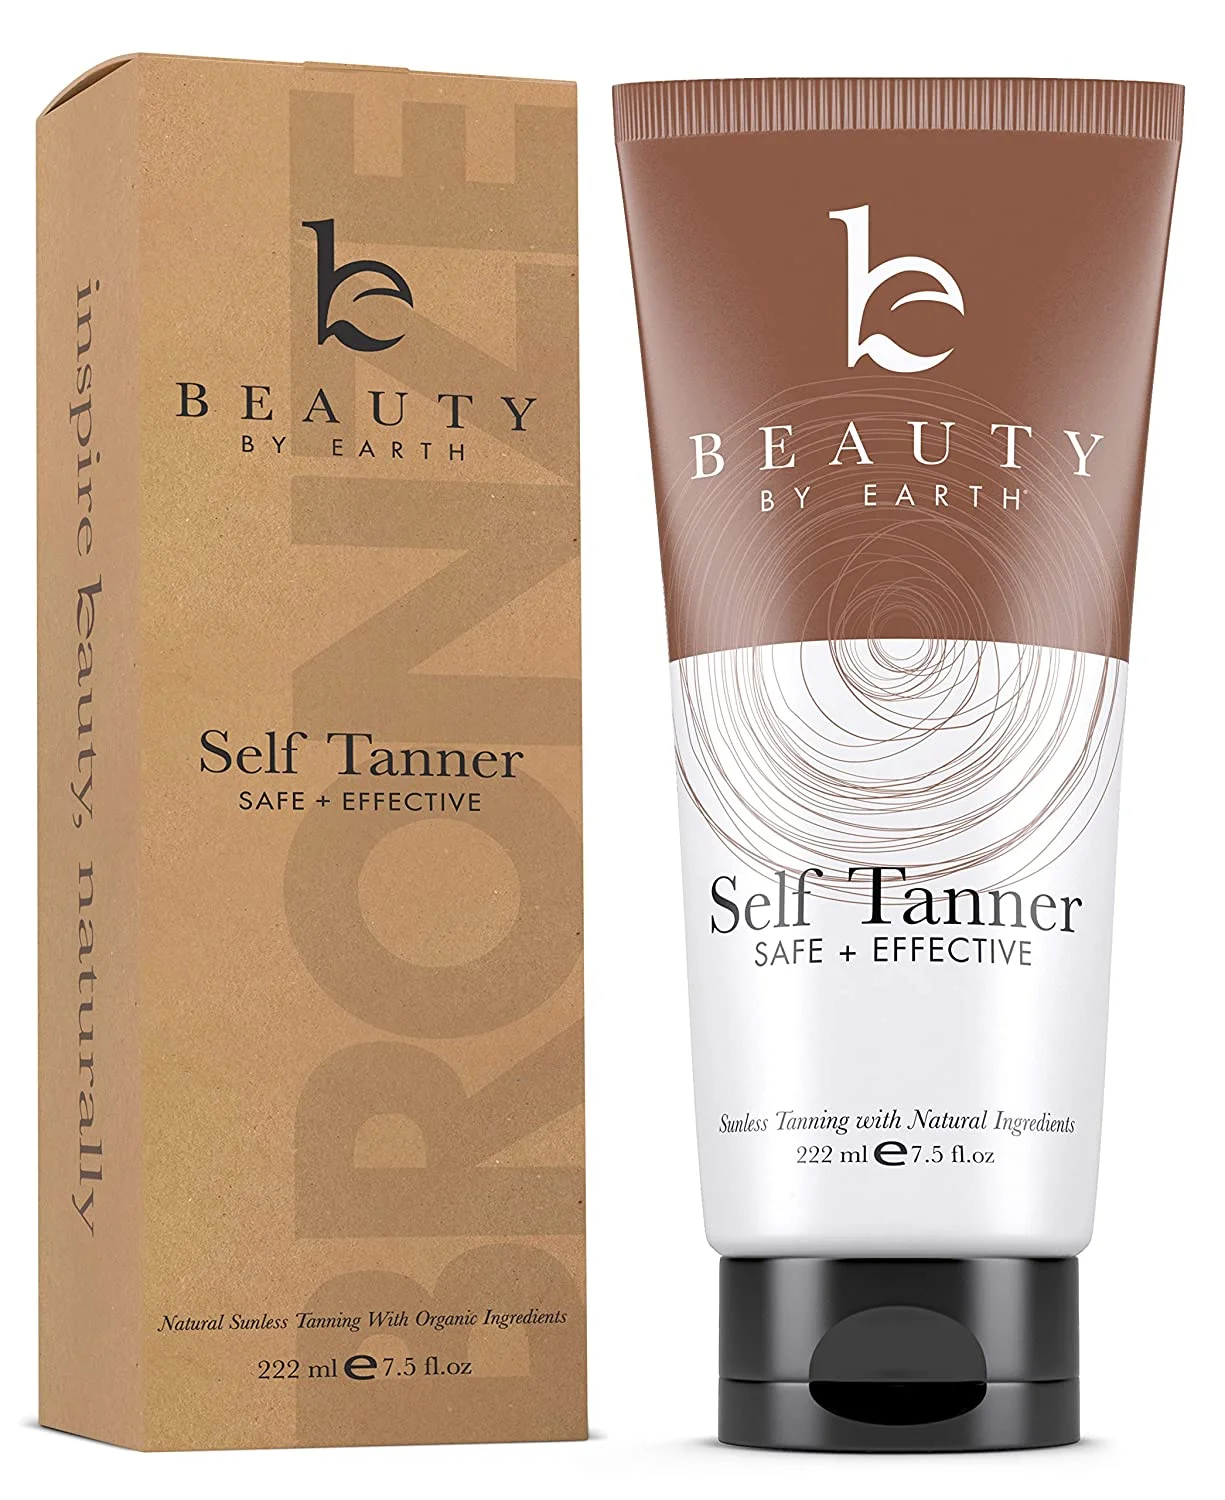 inspire beauty, naturally
BRONZE
BEAUTY
BY EARTH
Self Tanner
SAFE + EFFECTIVE
Natural Sunless Tanning With Organic Ingredients
222 ml e 7.5 fl.oz
BEAUTY
BY EARTH®
Self Tanner
SAFE + EFFECTIVE
Sunless Tanning with Natural Ingredients
222 ml e 7.5 fl.oz